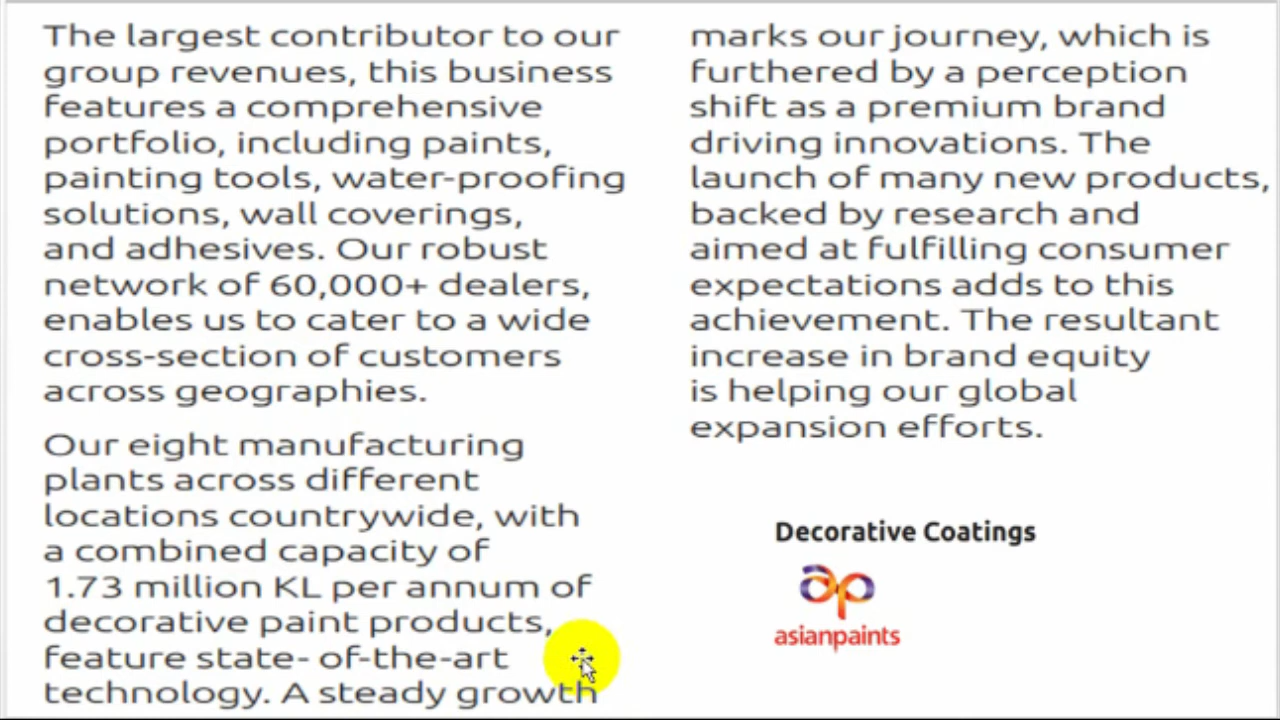 The largest contributor to our
group revenues, this business
features a comprehensive
portfolio, including paints,
painting tools, water-proofing
solutions, wall coverings,
and adhesives. Our robust
network of 60,000+ dealers,
enables us to cater to a wide
cross-section of customers
across geographies.
Our eight manufacturing
plants across different
locations countrywide, with
a combined capacity of
1.73 million KL per annum of
decorative paint products,
feature state- of-the-art
technology. A steady growth
marks our journey, which is
furthered by a perception
shift as a premium brand
driving innovations. The
launch of many new products,
backed by research and
aimed at fulfilling consumer
expectations adds to this
achievement. The resultant
increase in brand equity
is helping our global
expansion efforts.
Decorative Coatings
ap
asianpaints